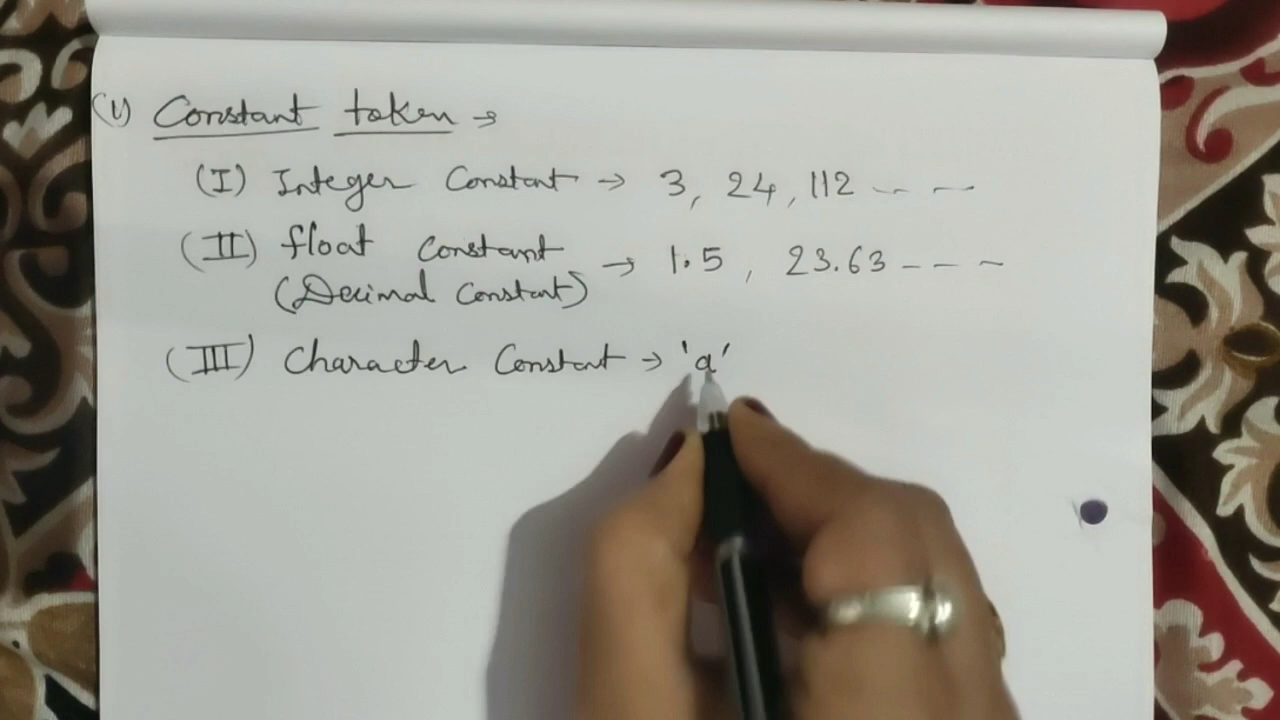 (1) Constant token →
(I) Integer Constant → 3, 24, 112 - - -
(II) float Constant → 1.5, 23.63 - - -
(Decimal Constant)
(III) Character Constant → 'a'